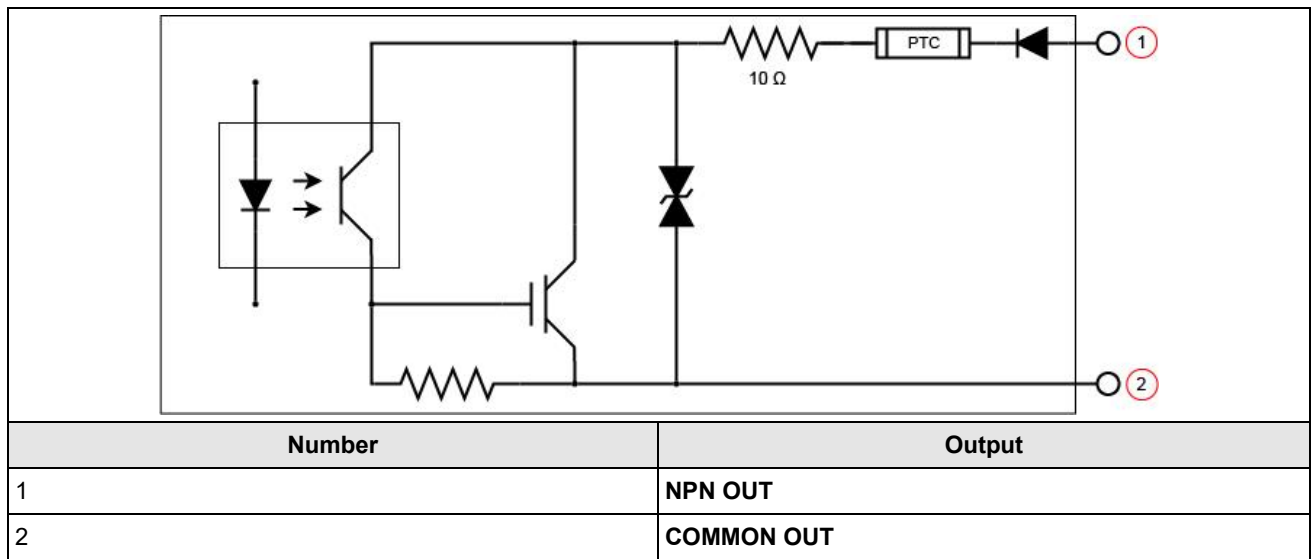 PTC
1
10 Ω
2
Number Output
1 NPN OUT
2 COMMON OUT